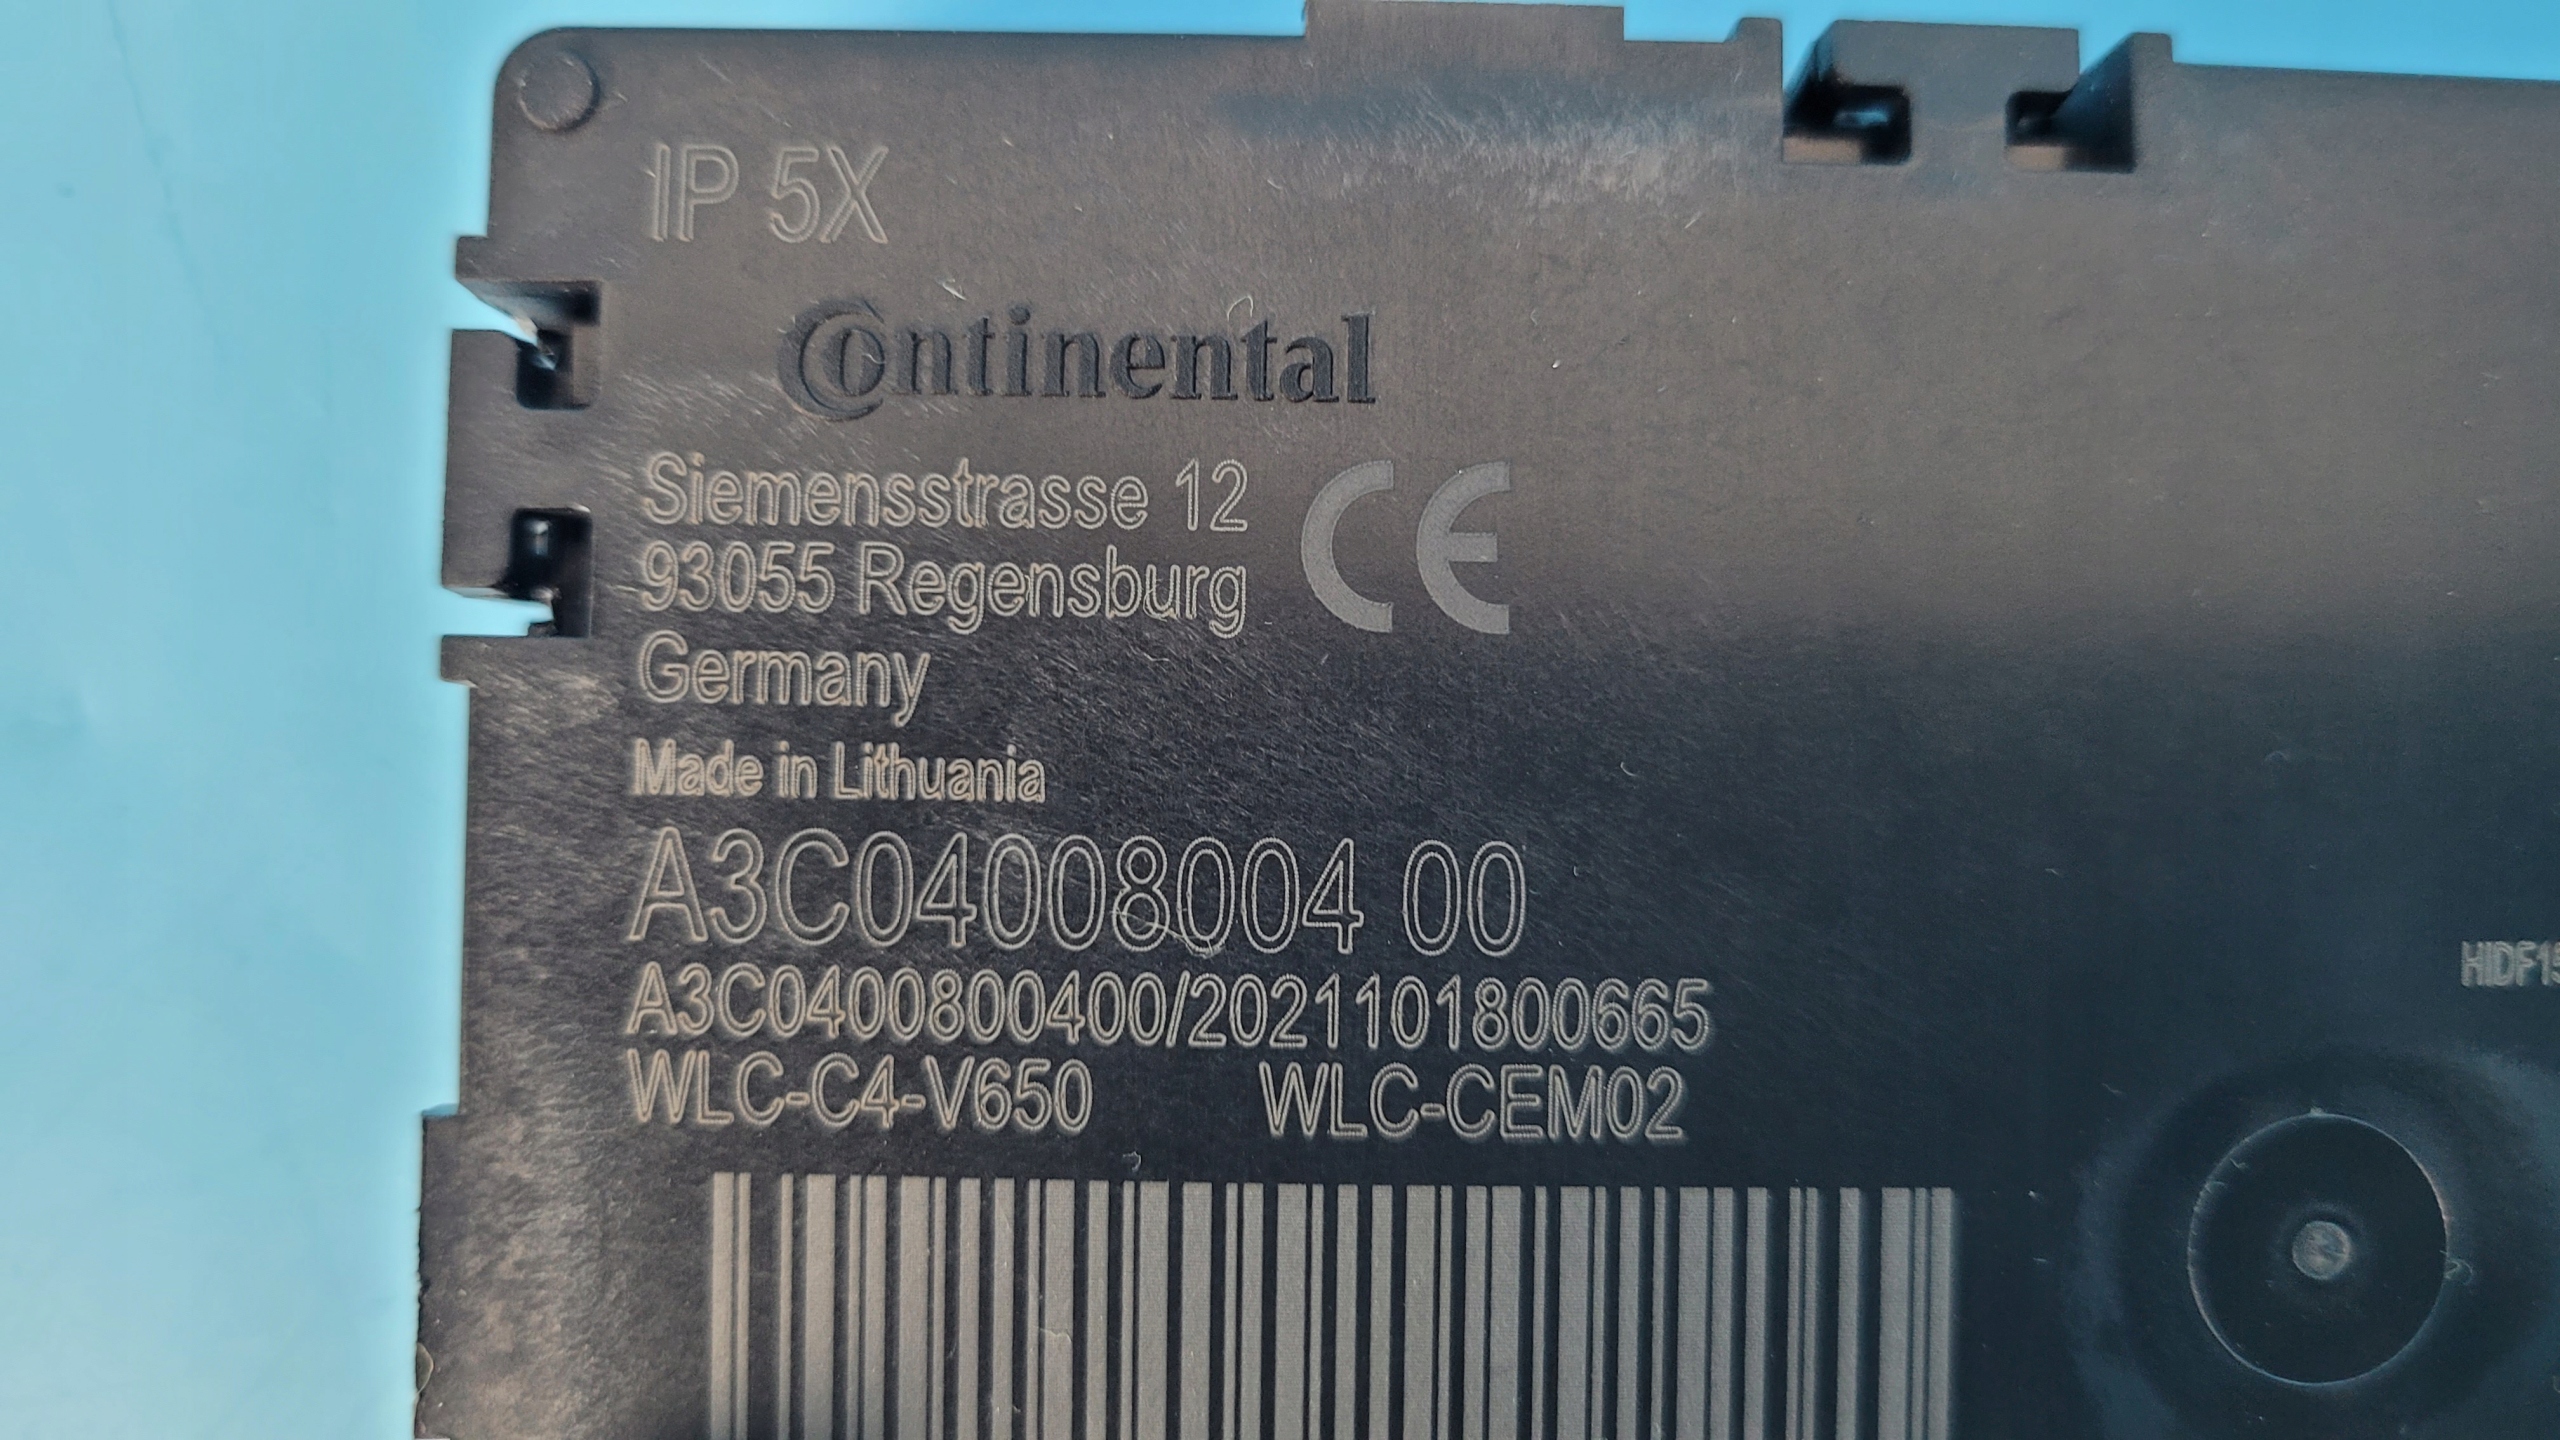 IP 5X
Continental
Siemensstrasse 12
93055 Regensburg
Germany
CE
Made in Lithuania
A3C04008004 00
A3C0400800400/2021101800665
WLC-C4-V650 WLC-CEM02